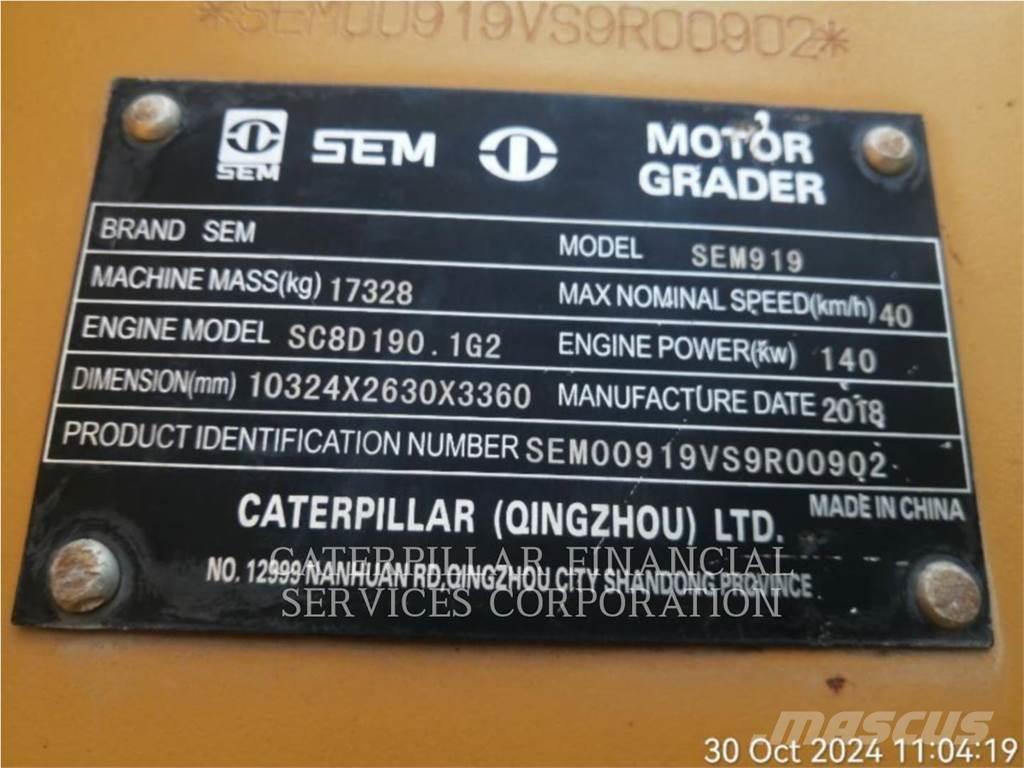 *SEM00919VS9R00902*
SEM SEM MOTOR
GRADER
BRAND SEM MODEL SEM919
MACHINE MASS(kg) 17328 MAX NOMINAL SPEED(km/h) 40
ENGINE MODEL SC8D190.1G2 ENGINE POWER(kw) 140
DIMENSION(mm) 10324X2630X3360 MANUFACTURE DATE 2018
PRODUCT IDENTIFICATION NUMBER SEM00919VS9R00902
MADE IN CHINA
CATERPILLAR (QINGZHOU) LTD.
NO. 12999 NANHUAN RD.QINGZHOU CITY SHANDONG PROVINCE
CATERPILLAR FINANCIAL
SERVICES CORPORATION
mascus
30 Oct 2024 11:04:19